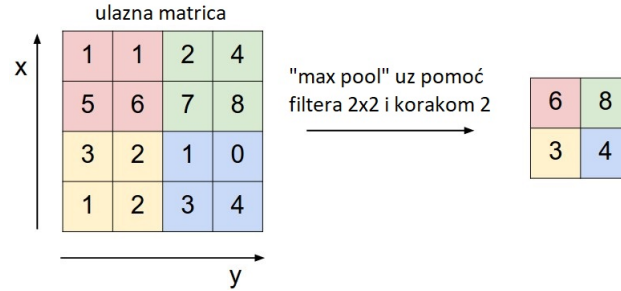 ulazna matrica
x
1 1 2 4
5 6 7 8
3 2 1 0
1 2 3 4
y
"max pool" uz pomoć
filtera 2x2 i korakom 2
6 8
3 4